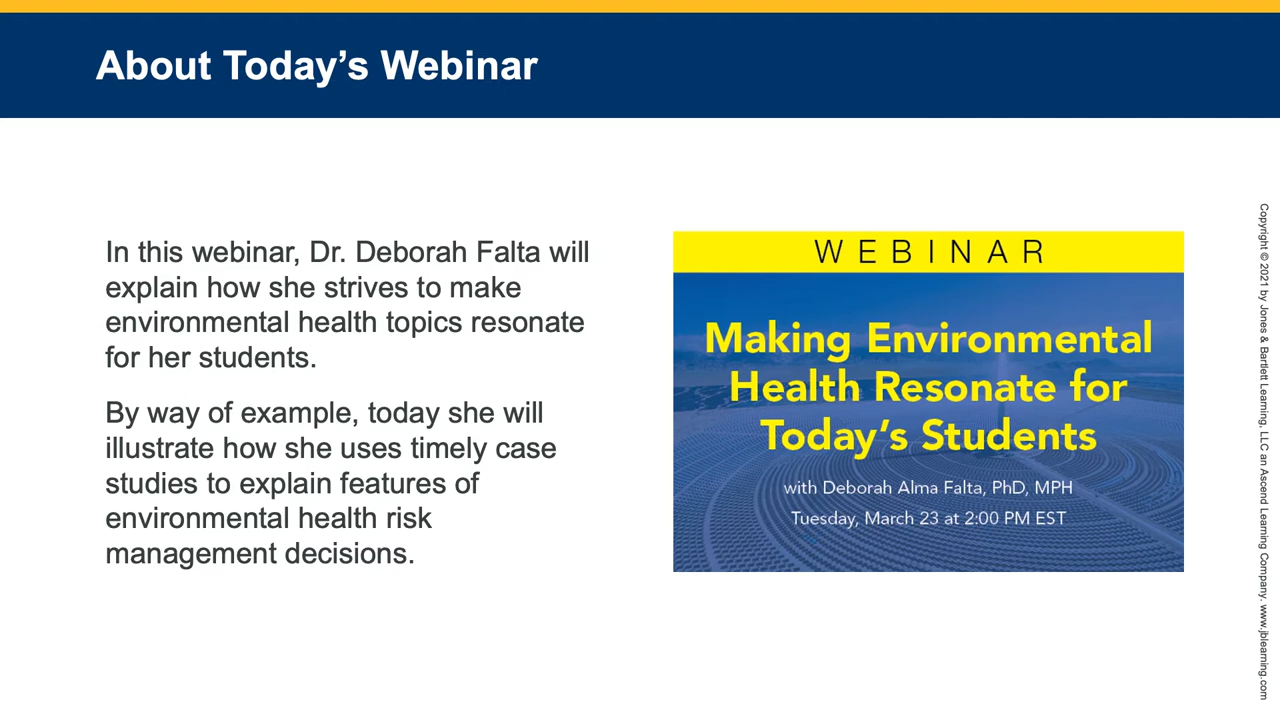 About Today’s Webinar
In this webinar, Dr. Deborah Falta will
explain how she strives to make
environmental health topics resonate
for her students.
By way of example, today she will
illustrate how she uses timely case
studies to explain features of
environmental health risk
management decisions.
WEBINAR
Making Environmental
Health Resonate for
Today’s Students
with Deborah Alma Falta, PhD, MPH
Tuesday, March 23 at 2:00 PM EST
Copyright © 2021 by Jones & Bartlett Learning, LLC an Ascend Learning Company. www.jblearning.com